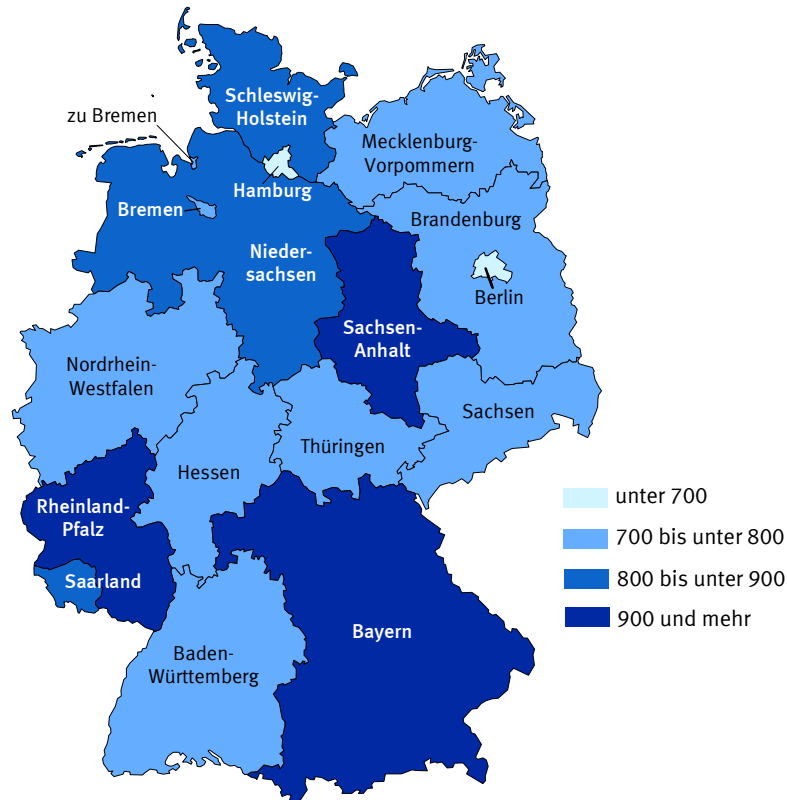 Schleswig-
Holstein
zu Bremen
Mecklenburg-
Vorpommern
Hamburg
Bremen
Brandenburg
Nieder-
sachsen
Berlin
Sachsen-
Anhalt
Nordrhein-
Westfalen
Sachsen
Thüringen
Hessen
Rheinland-
Pfalz
Saarland
Bayern
Baden-
Württemberg
unter 700
700 bis unter 800
800 bis unter 900
900 und mehr